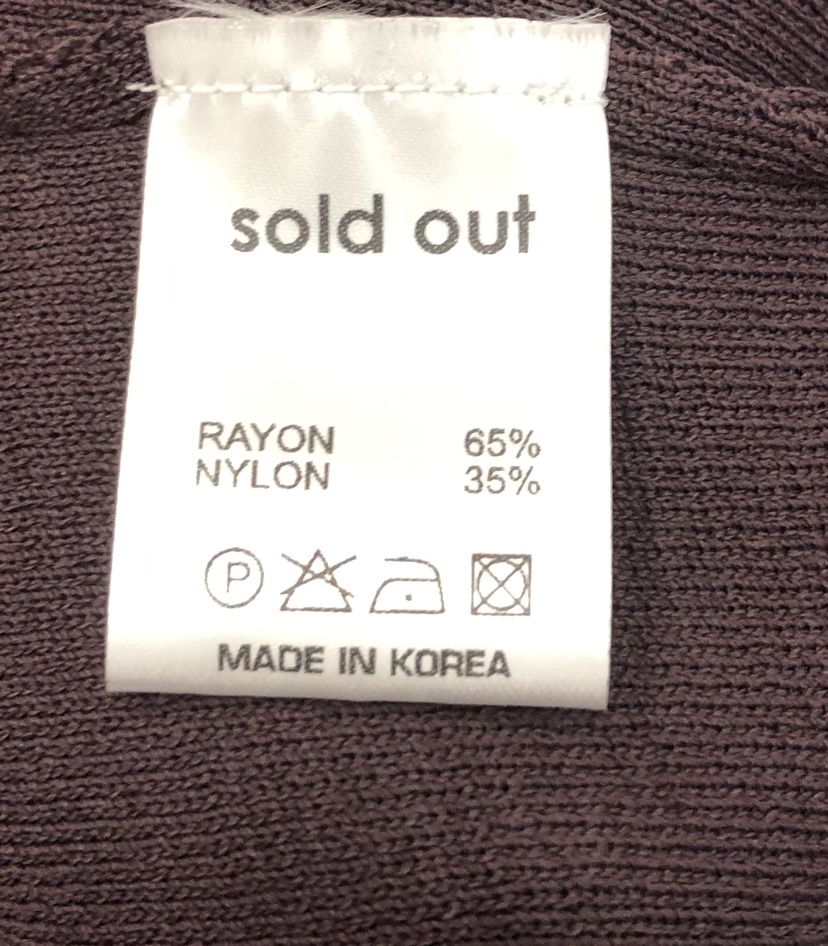 sold out
RAYON 65%
NYLON 35%
P
MADE IN KOREA